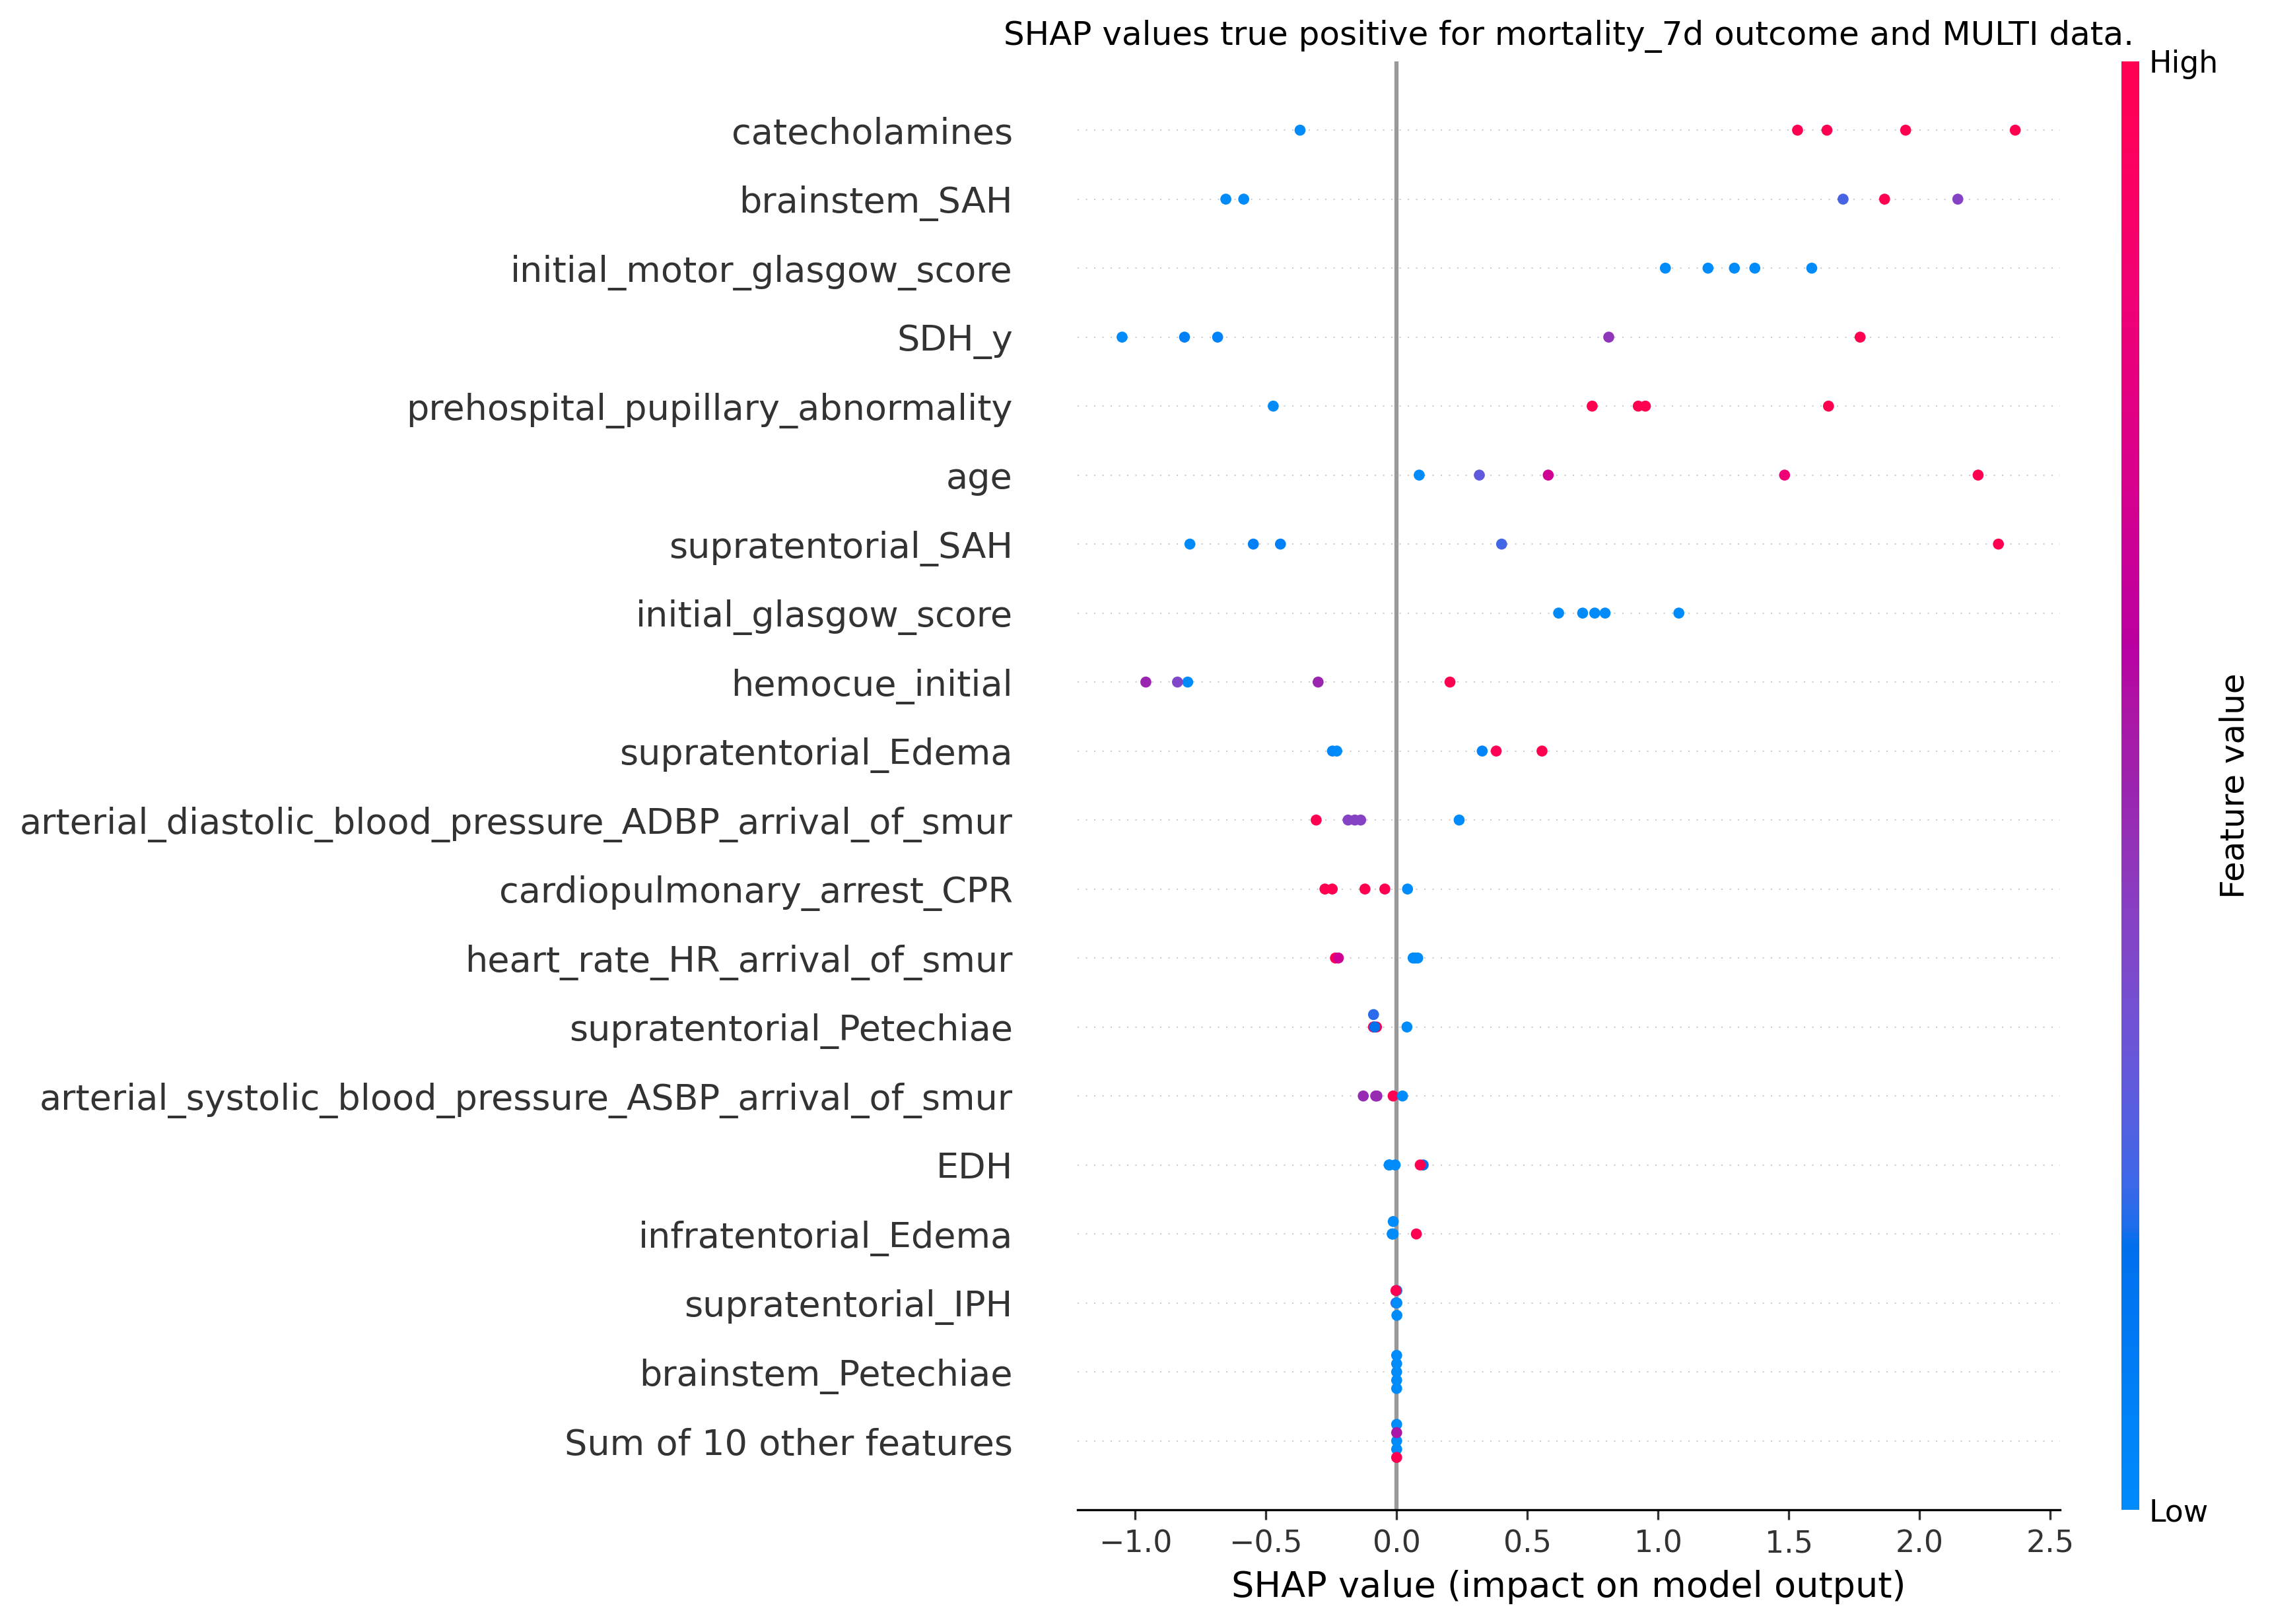 SHAP values true positive for mortality_7d outcome and MULTI data.
High
catecholamines
brainstem_SAH
initial_motor_glasgow_score
SDH_y
prehospital_pupillary_abnormality
age
supratentorial_SAH
initial_glasgow_score
hemocue_initial
supratentorial_Edema
arterial_diastolic_blood_pressure_ADBP_arrival_of_smur
cardiopulmonary_arrest_CPR
heart_rate_HR_arrival_of_smur
supratentorial_Petechiae
arterial_systolic_blood_pressure_ASBP_arrival_of_smur
EDH
infratentorial_Edema
supratentorial_IPH
brainstem_Petechiae
Sum of 10 other features
Feature value
Low
−1.0 −0.5 0.0 0.5 1.0 1.5 2.0 2.5
SHAP value (impact on model output)